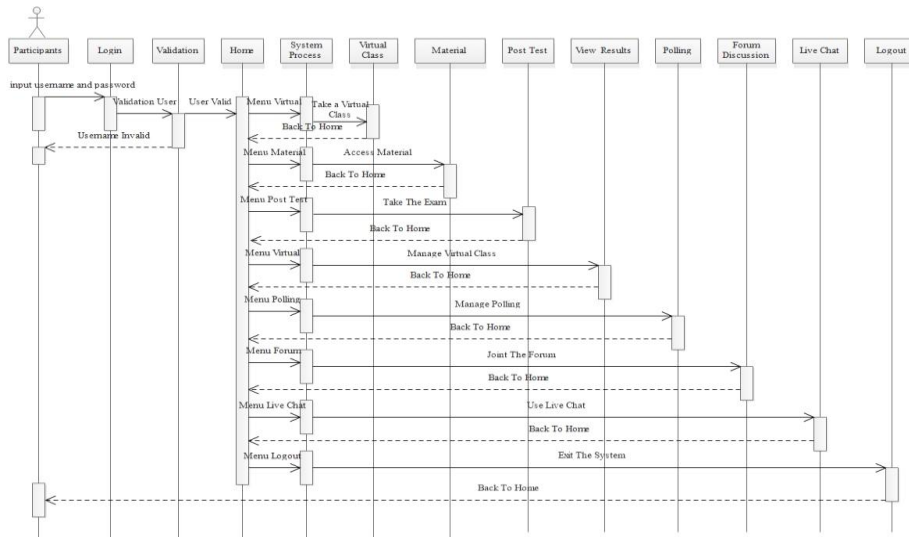 Participants
Login
Validation
Home
System
Process
Virtual
Class
Material
Post Test
View Results
Polling
Forum
Discussion
Live Chat
Logout
input username and password
Validation User
User Valid
Menu Virtual
Take a Virtual
Class
Back To Home
Username Invalid
Menu Material
Access Material
Back To Home
Menu Post Test
Take The Exam
Back To Home
Menu Virtual
Manage Virtual Class
Back To Home
Menu Polling
Manage Polling
Back To Home
Menu Forum
Joint The Forum
Back To Home
Menu Live Chat
Use Live Chat
Back To Home
Menu Logout
Exit The System
Back To Home